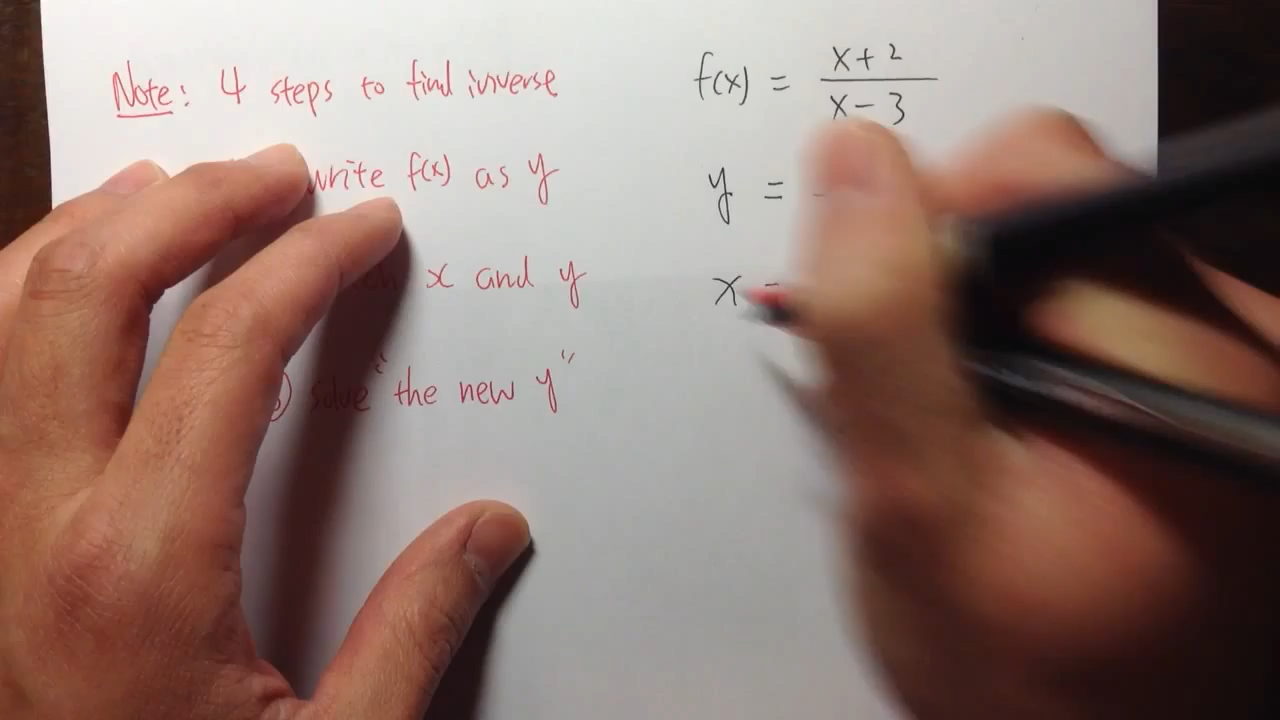 Note: 4 steps to find inverse
write f(x) as y
x and y
solve "the new y"
f(x) = x + 2 / x - 3
y =
x =